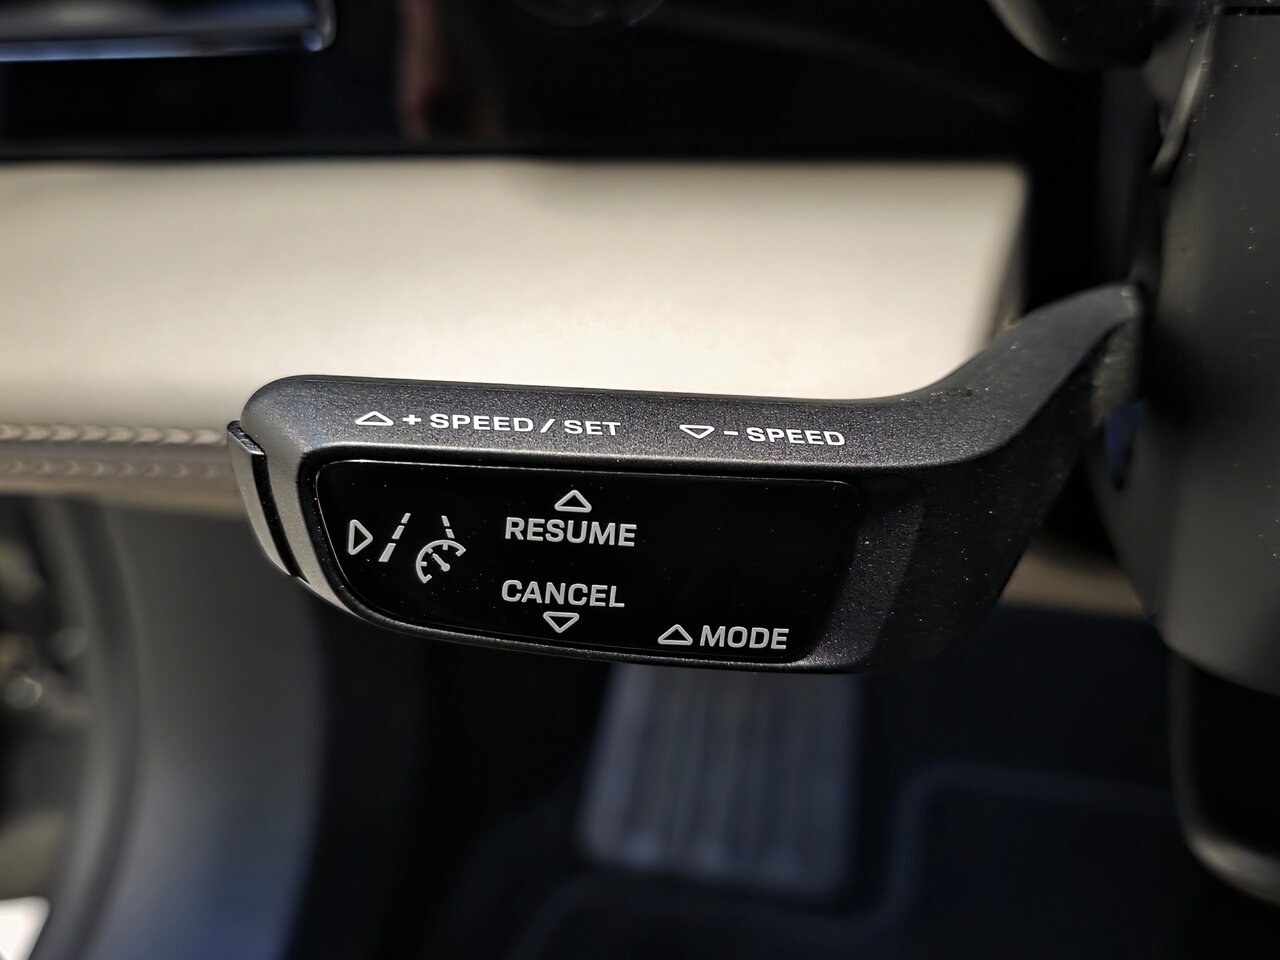 △ + SPEED / SET ▽ - SPEED
△
RESUME
CANCEL
▽
△ MODE